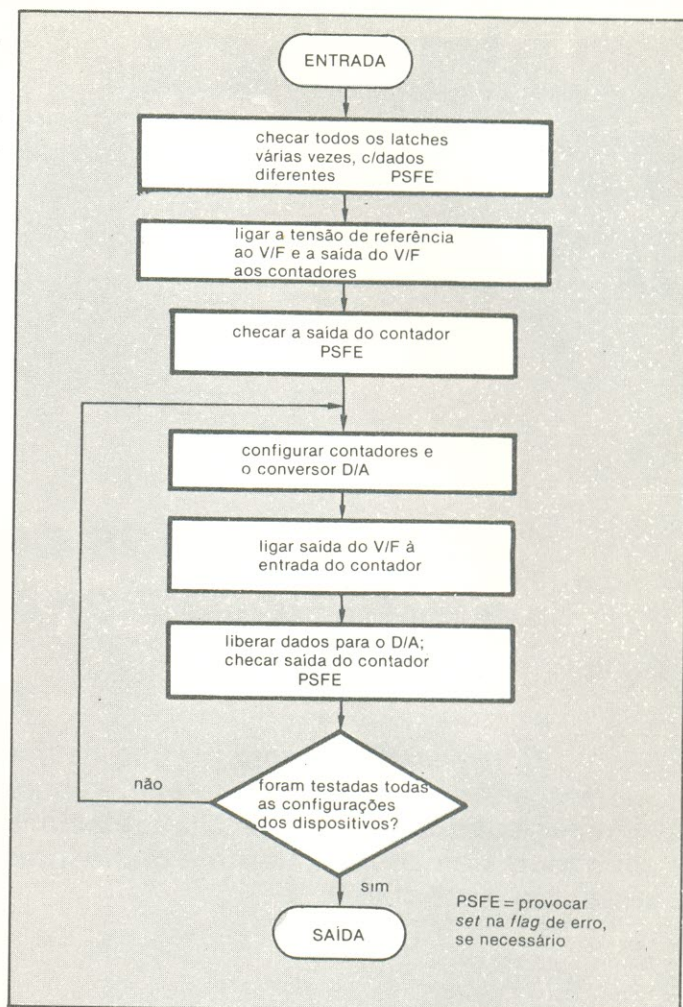 ENTRADA
checar todos os latches
várias vezes, c/dados
diferentes PSFE
ligar a tensão de referência
ao V/F e a saída do V/F
aos contadores
checar a saída do contador
PSFE
configurar contadores e
o conversor D/A
ligar saída do V/F à
entrada do contador
liberar dados para o D/A;
checar saída do contador
PSFE
não
foram testadas todas
as configurações
dos dispositivos?
sim
SAÍDA
PSFE = provocar
set na flag de erro,
se necessário